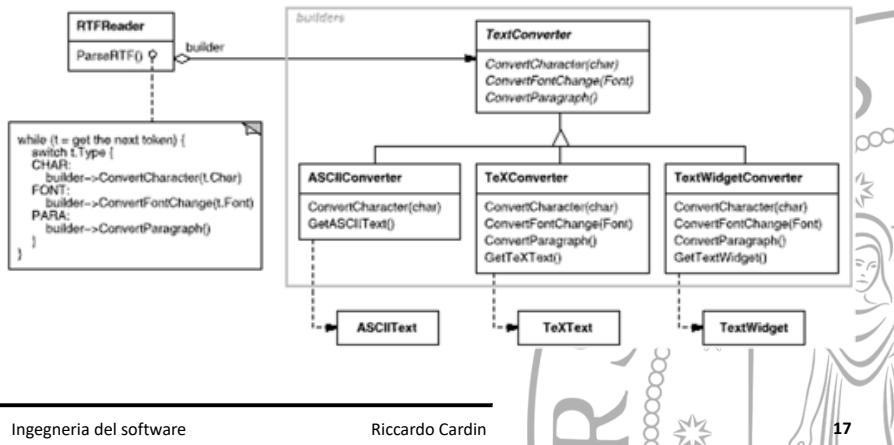 builders
RTFReader
ParseRTF()
builder
TextConverter
ConvertCharacter(char)
ConvertFontChange(Font)
ConvertParagraph()
while (t = get the next token) {
switch t.Type {
CHAR:
builder->ConvertCharacter(t.Char)
FONT:
builder->ConvertFontChange(t.Font)
PARA:
builder->ConvertParagraph()
}
}
ASCIIConverter
ConvertCharacter(char)
GetASCIIText()
TeXConverter
ConvertCharacter(char)
ConvertFontChange(Font)
ConvertParagraph()
GetTeXText()
TextWidgetConverter
ConvertCharacter(char)
ConvertFontChange(Font)
ConvertParagraph()
GetTextWidget()
ASCIIText
TeXText
TextWidget
Ingegneria del software
Riccardo Cardin
17